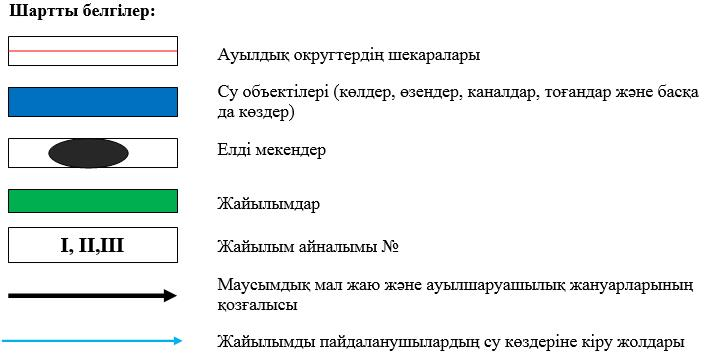 Шартты белгілер:
Ауылдық округтердің шекаралары
Су объектілері (көлдер, өзендер, каналдар, тоғандар және басқа
да көздер)
Елді мекендер
Жайылымдар
I, II,III
Жайылым айналымы №
Маусымдық мал жаю және ауылшаруашылық жануарларының
қозғалысы
Жайылымды пайдаланушылардың су көздеріне кіру жолдары